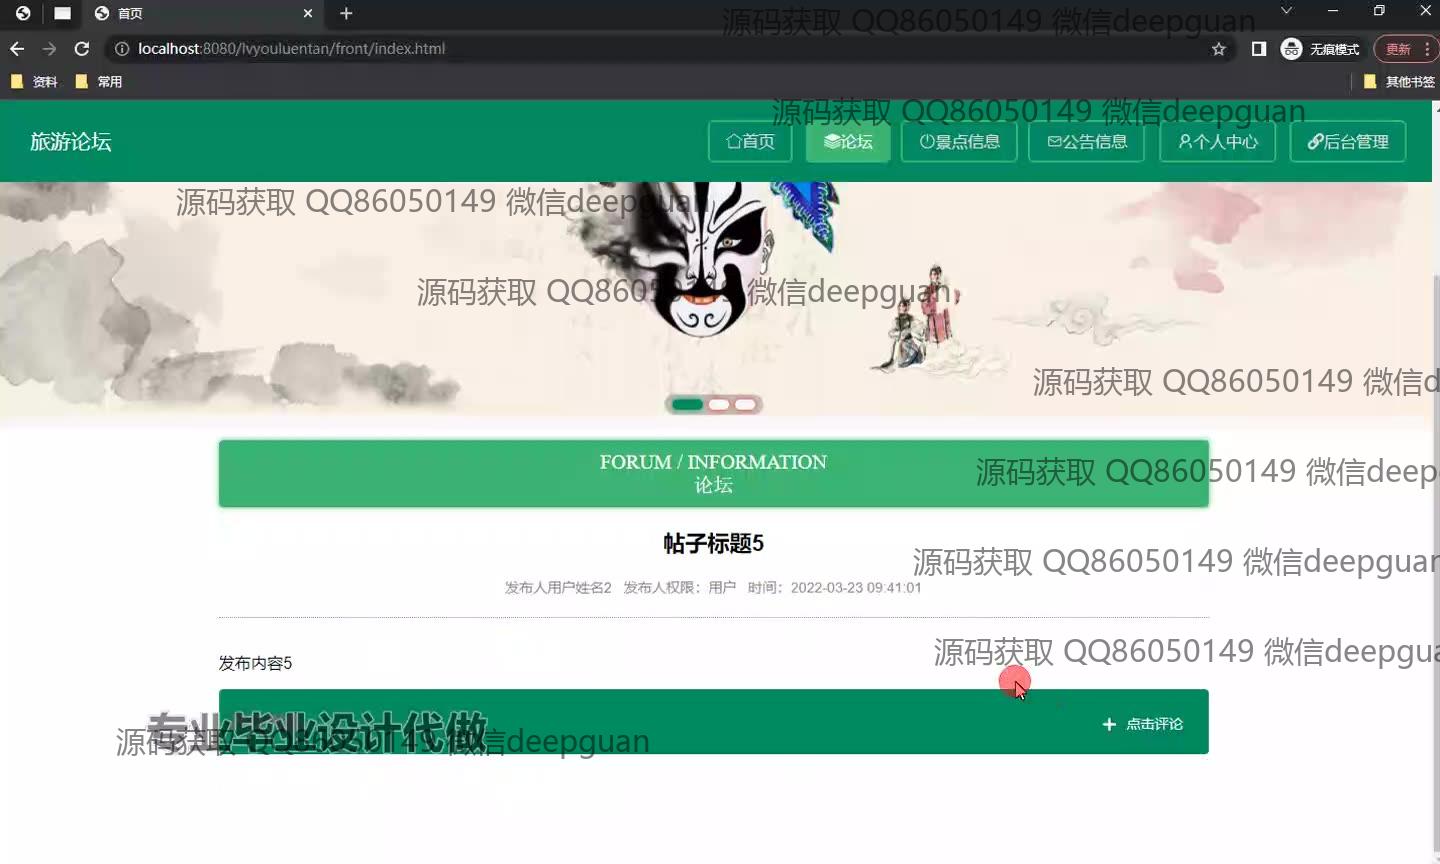 首页
localhost:8080/lvyouluentan/front/index.html
无痕模式
更新
资料
常用
其他书签
源码获取 QQ86050149 微信deepguan
源码获取 QQ86050149 微信deepguan
旅游论坛
首页
论坛
景点信息
公告信息
个人中心
后台管理
源码获取 QQ86050149 微信deepguan
源码获取 QQ86050149 微信deepguan
源码获取 QQ86050149 微信d
FORUM / INFORMATION
论坛
源码获取 QQ86050149 微信deep
帖子标题5
源码获取 QQ86050149 微信deepguan
发布人用户姓名2 发布人权限：用户 时间：2022-03-23 09:41:01
源码获取 QQ86050149 微信deepgua
发布内容5
点击评论
专业毕业设计代做
源码获取 QQ86050149 微信deepguan